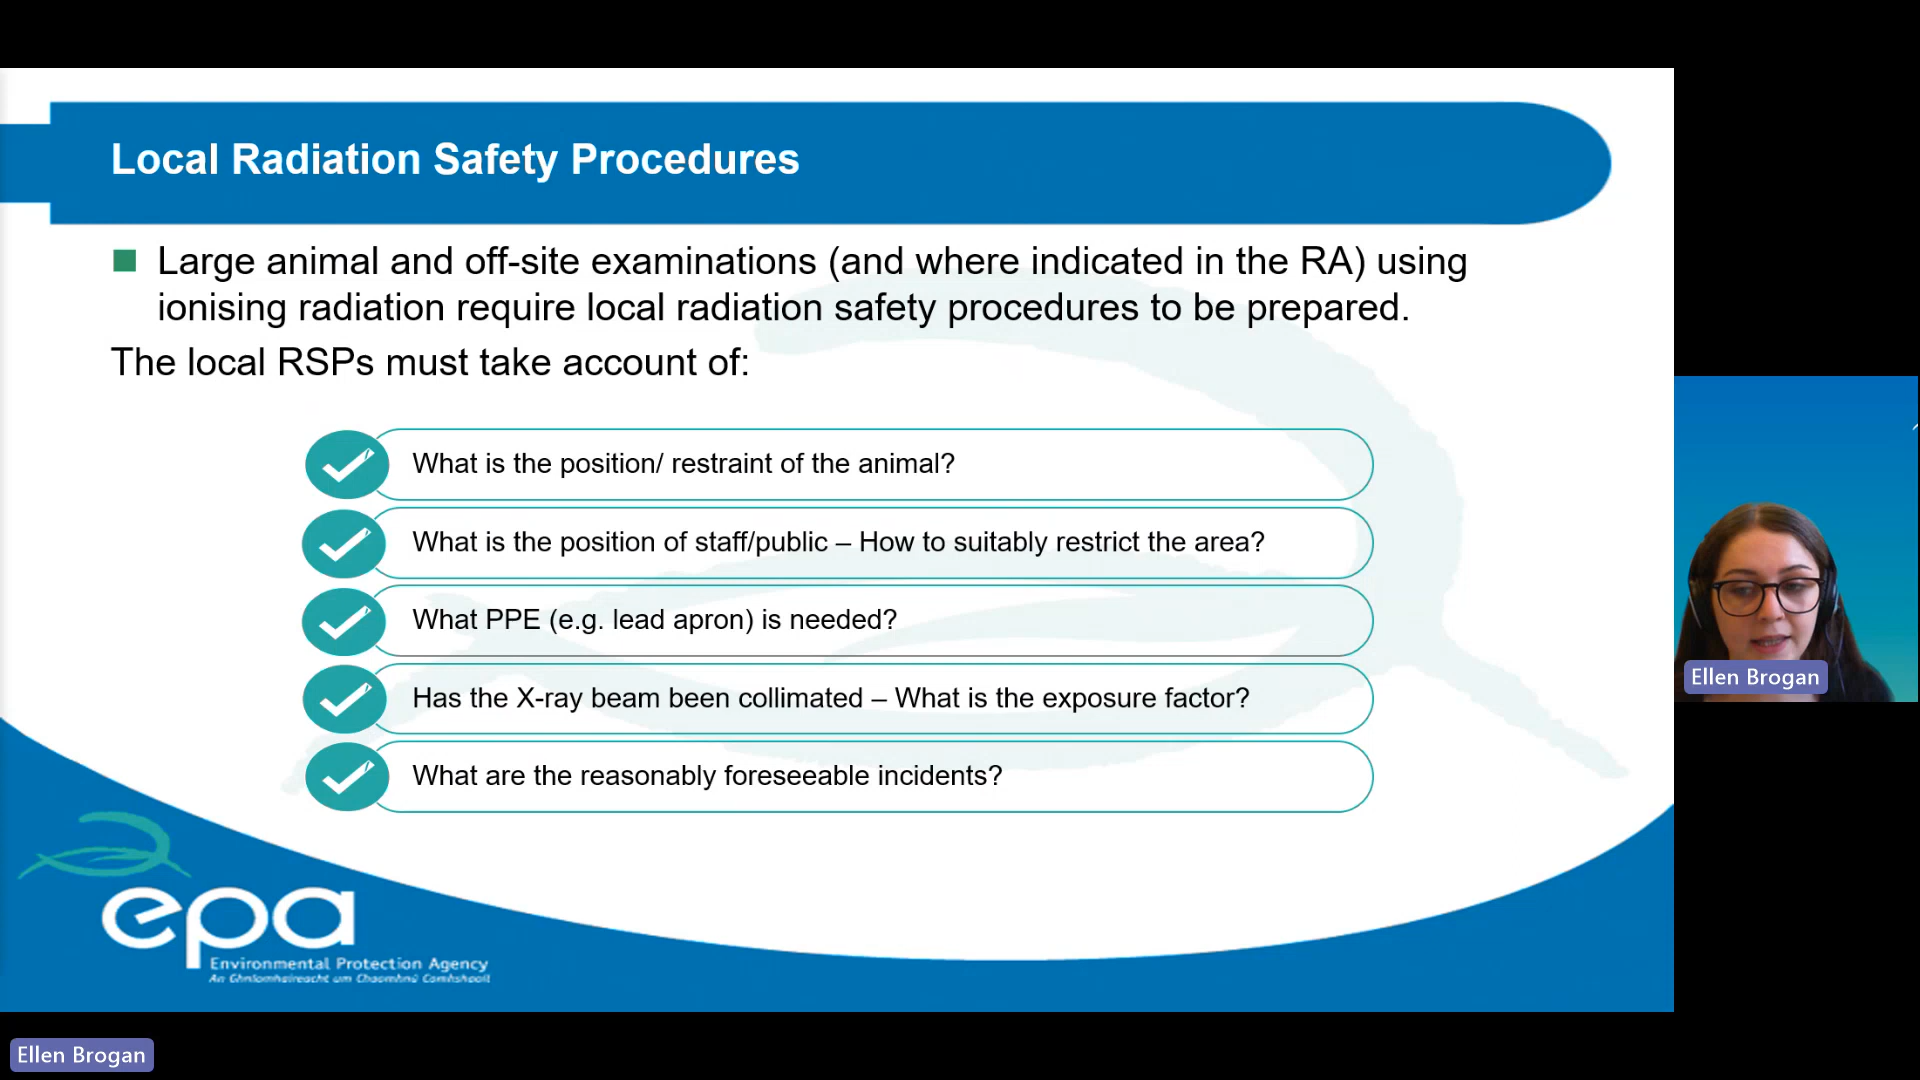 Local Radiation Safety Procedures
Large animal and off-site examinations (and where indicated in the RA) using
ionising radiation require local radiation safety procedures to be prepared.
The local RSPs must take account of:
What is the position/ restraint of the animal?
What is the position of staff/public – How to suitably restrict the area?
What PPE (e.g. lead apron) is needed?
Has the X-ray beam been collimated – What is the exposure factor?
What are the reasonably foreseeable incidents?
epa
Environmental Protection Agency
An Ghníomhaireacht um Chaomhnú Comhshaoil
Ellen Brogan
Ellen Brogan